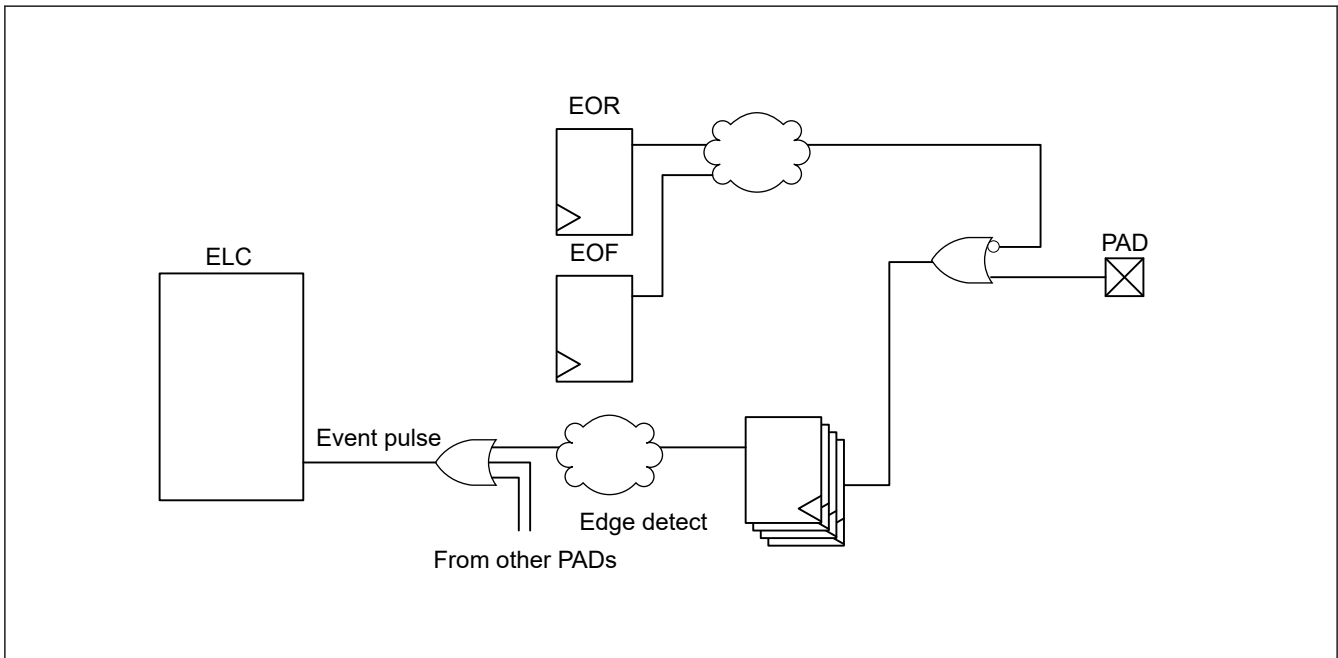 EOR
EOF
ELC
PAD
Event pulse
Edge detect
From other PADs